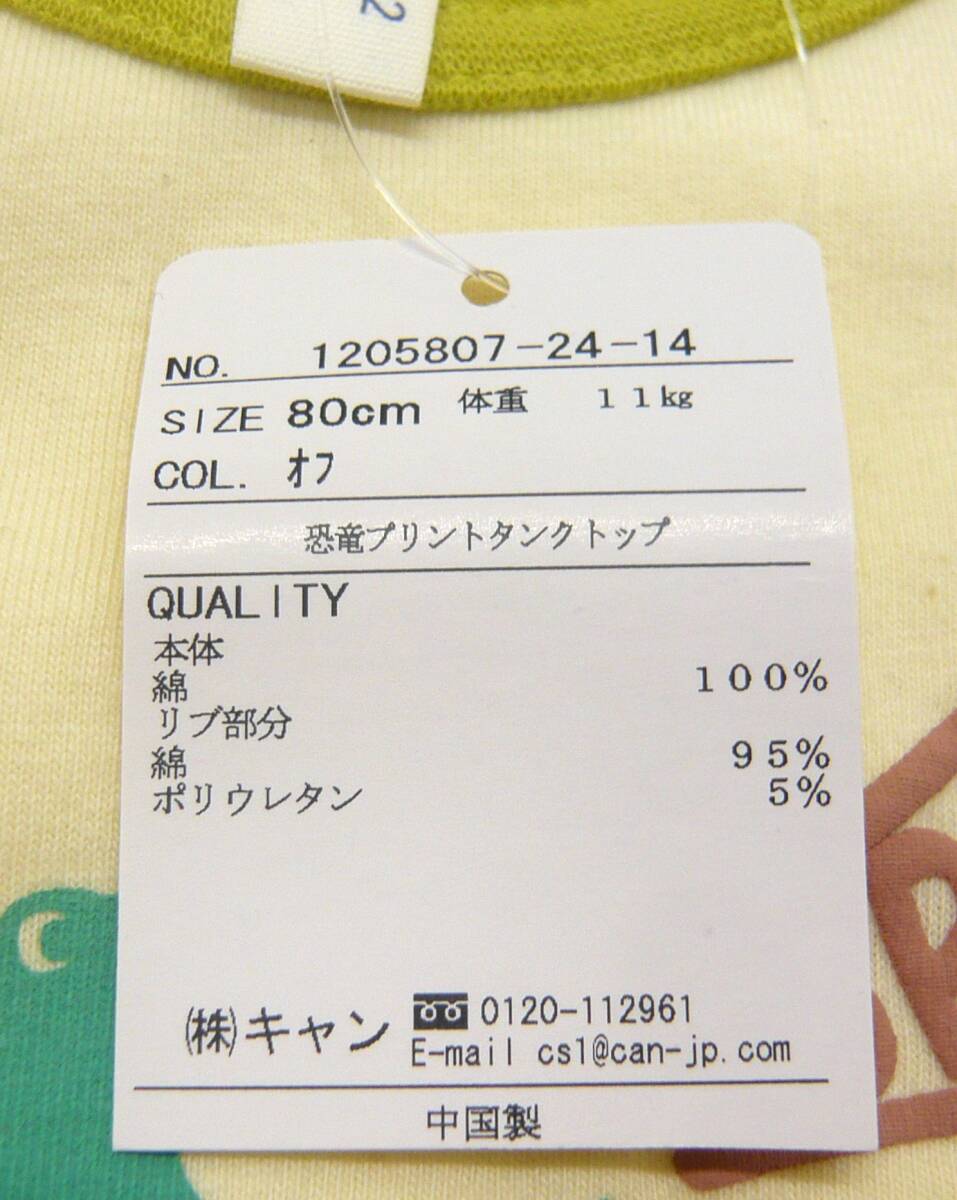 2
NO. 1205807-24-14
SIZE 80cm 体重 11kg
COL. オフ
恐竜プリントタンクトップ
QUALITY
本体
綿 100%
リブ部分
綿 95%
ポリウレタン 5%
㈱キャン 0120-112961
E-mail cs1@can-jp.com
中国製